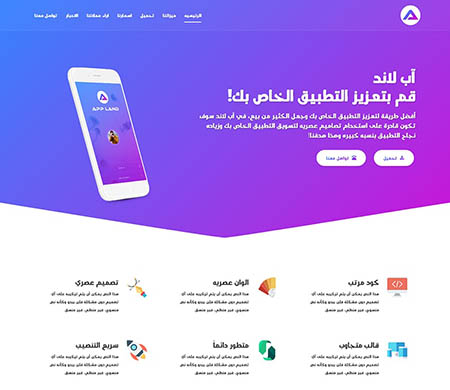 الرئيسيه ميزاتنا تحميل اسعارنا اراء عملائنا الاخبار تواصل معنا
آب لاند
قم بتعزيز التطبيق الخاص بك!
أفضل طريقة لتعزيز التطبيق الخاص بك وجعل الكثير من بيع، في آب لاند سوف
تكون قادرة على استخدام تصاميم عصريه لتسويق التطبيق الخاص بك وزياده
نجاح التطبيق بنسبه كبيره وهذا هدفنا!
تحميل تواصل معنا
APP LAND
كود مرتب
هذا النص يمكن أن يتم تركيبه على أي
تصميم دون مشكلة فلن يبدو وكأنه نص
منسوخ، غير منظم، غير منسق
الوان عصريه
هذا النص يمكن أن يتم تركيبه على أي
تصميم دون مشكلة فلن يبدو وكأنه نص
منسوخ، غير منظم، غير منسق
تصميم عصري
هذا النص يمكن أن يتم تركيبه على أي
تصميم دون مشكلة فلن يبدو وكأنه نص
منسوخ، غير منظم، غير منسق
قالب متجاوب
هذا النص يمكن أن يتم تركيبه على أي
تصميم دون مشكلة فلن يبدو وكأنه نص
منسوخ، غير منظم، غير منسق
متطور دائماً
هذا النص يمكن أن يتم تركيبه على أي
تصميم دون مشكلة فلن يبدو وكأنه نص
منسوخ، غير منظم، غير منسق
سريع التنصيب
هذا النص يمكن أن يتم تركيبه على أي
تصميم دون مشكلة فلن يبدو وكأنه نص
منسوخ، غير منظم، غير منسق